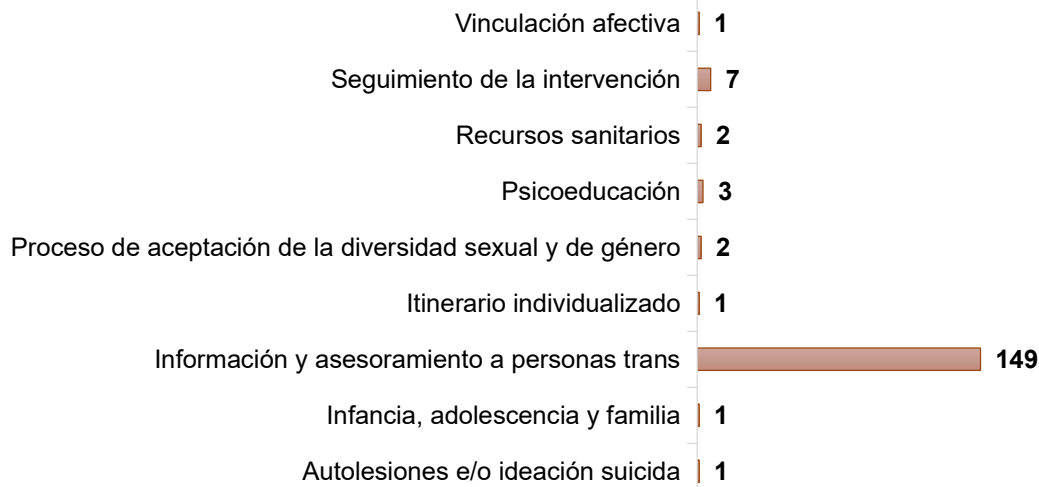 Vinculación afectiva 1
Seguimiento de la intervención 7
Recursos sanitarios 2
Psicoeducación 3
Proceso de aceptación de la diversidad sexual y de género 2
Itinerario individualizado 1
Información y asesoramiento a personas trans 149
Infancia, adolescencia y familia 1
Autolesiones e/o ideación suicida 1